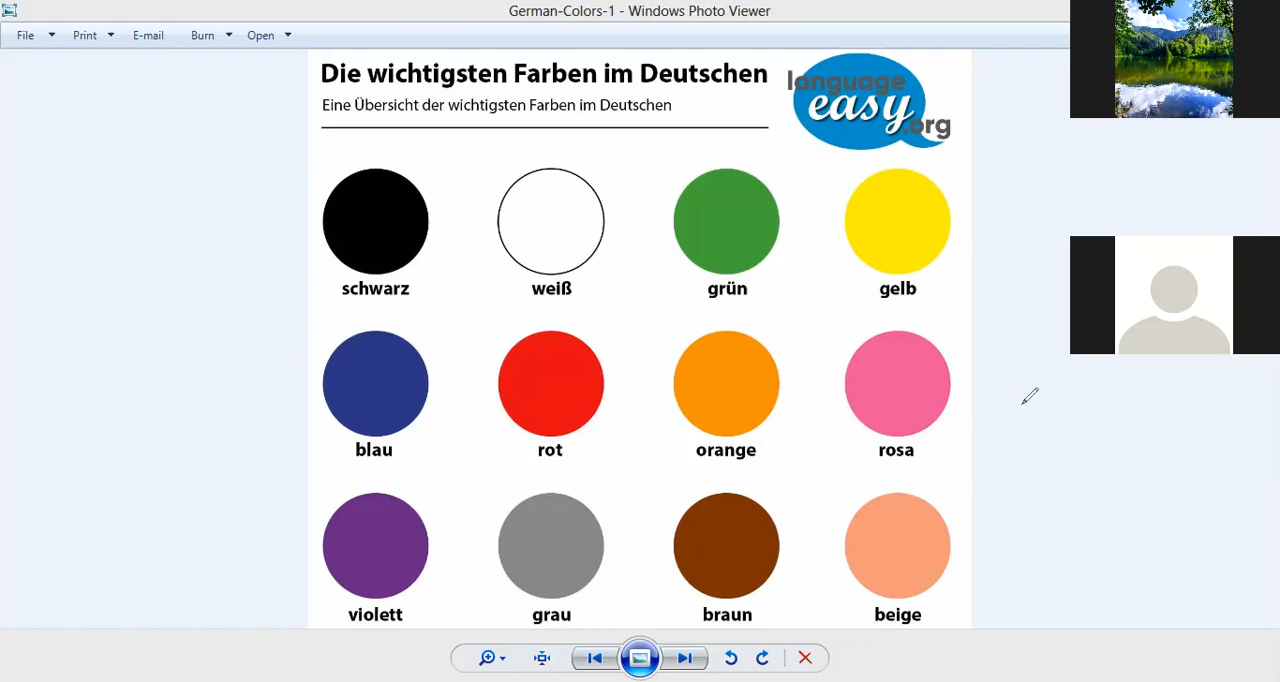 German-Colors-1 - Windows Photo Viewer
File Print E-mail Burn Open
Die wichtigsten Farben im Deutschen
Eine Übersicht der wichtigsten Farben im Deutschen
language
easy
.org
schwarz weiß grün gelb
blau rot orange rosa
violett grau braun beige